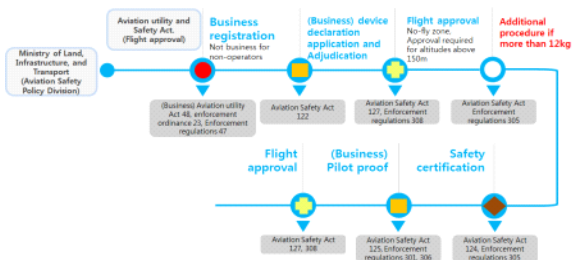 Ministry of Land,
Infrastructure, and
Transport
(Aviation Safety
Policy Division)
Aviation utility and
Safety Act.
(Flight approval)
Business
registration
Not business for
non-operators
(Business) device
declaration
application and
Adjudication
Flight approval
No-fly zone,
Approval required
for altitudes above
150m
Additional
procedure if
more than 12kg
(Business) Aviation utility
Act 48, enforcement
ordinance 23, Enforcement
regulations 47
Aviation Safety Act
122
Aviation Safety Act
127, Enforcement
regulations 308
Aviation Safety Act
Enforcement
regulations 305
Flight
approval
(Business)
Pilot proof
Safety
certification
Aviation Safety Act
127, 308
Aviation Safety Act
125, Enforcement
regulations 301, 306
Aviation Safety Act
124, Enforcement
regulations 305